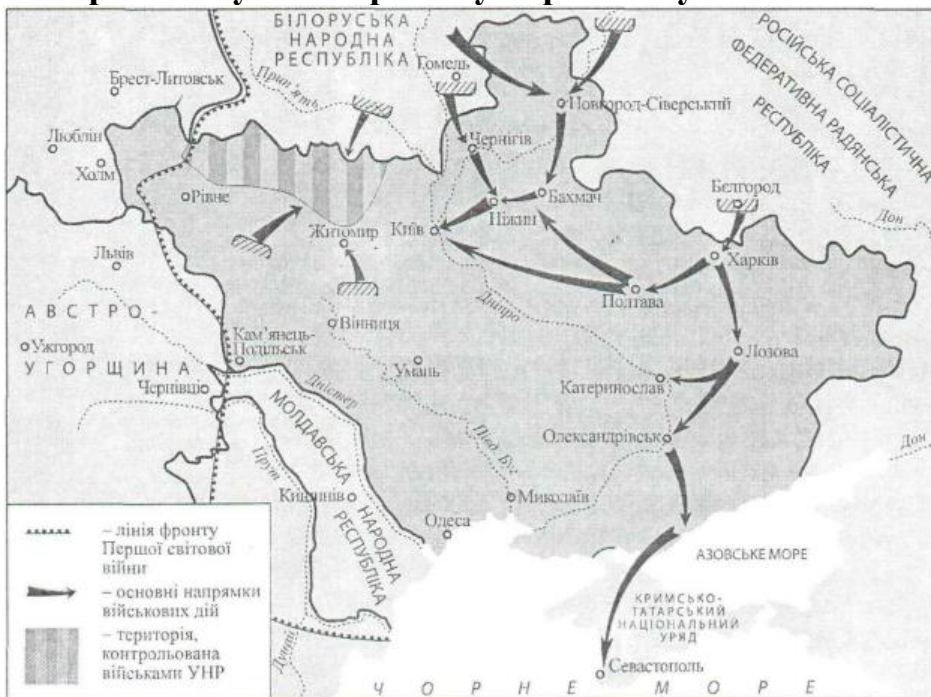 БІЛОРУСЬКА
НАРОДНА
РЕСПУБЛІКА
РОСІЙСЬКА СОЦІАЛІСТИЧНА
ФЕДЕРАТИВНА РАДЯНСЬКА
РЕСПУБЛІКА
Гомель
Брест-Литовськ
Прип'ять
Новгород-Сіверський
Люблін
Чернігів
Холм
Бєлгород
Рівне
Бахмач
Дон
Ніжин
Житомир
Київ
Харків
Львів
Полтава
Дніпро
АВСТРО-
УГОРЩИНА
Вінниця
Кам'янець-
Подільськ
Лозова
Ужгород
Умань
Катеринослав
Чернівці
Дністер
МОЛДАВСЬКА
НАРОДНА
РЕСПУБЛІКА
Олександрівськ
Півд. Буг
Дон
Прут
Кишинів
Миколаїв
Одеса
– лінія фронту
Першої світової
війни
– основні напрямки
військових дій
– територія,
контрольована
військами УНР
АЗОВСЬКЕ МОРЕ
КРИМСЬКО-
ТАТАРСЬКИЙ
НАЦІОНАЛЬНИЙ
УРЯД
Севастополь
ЧОРНЕ МОРЕ